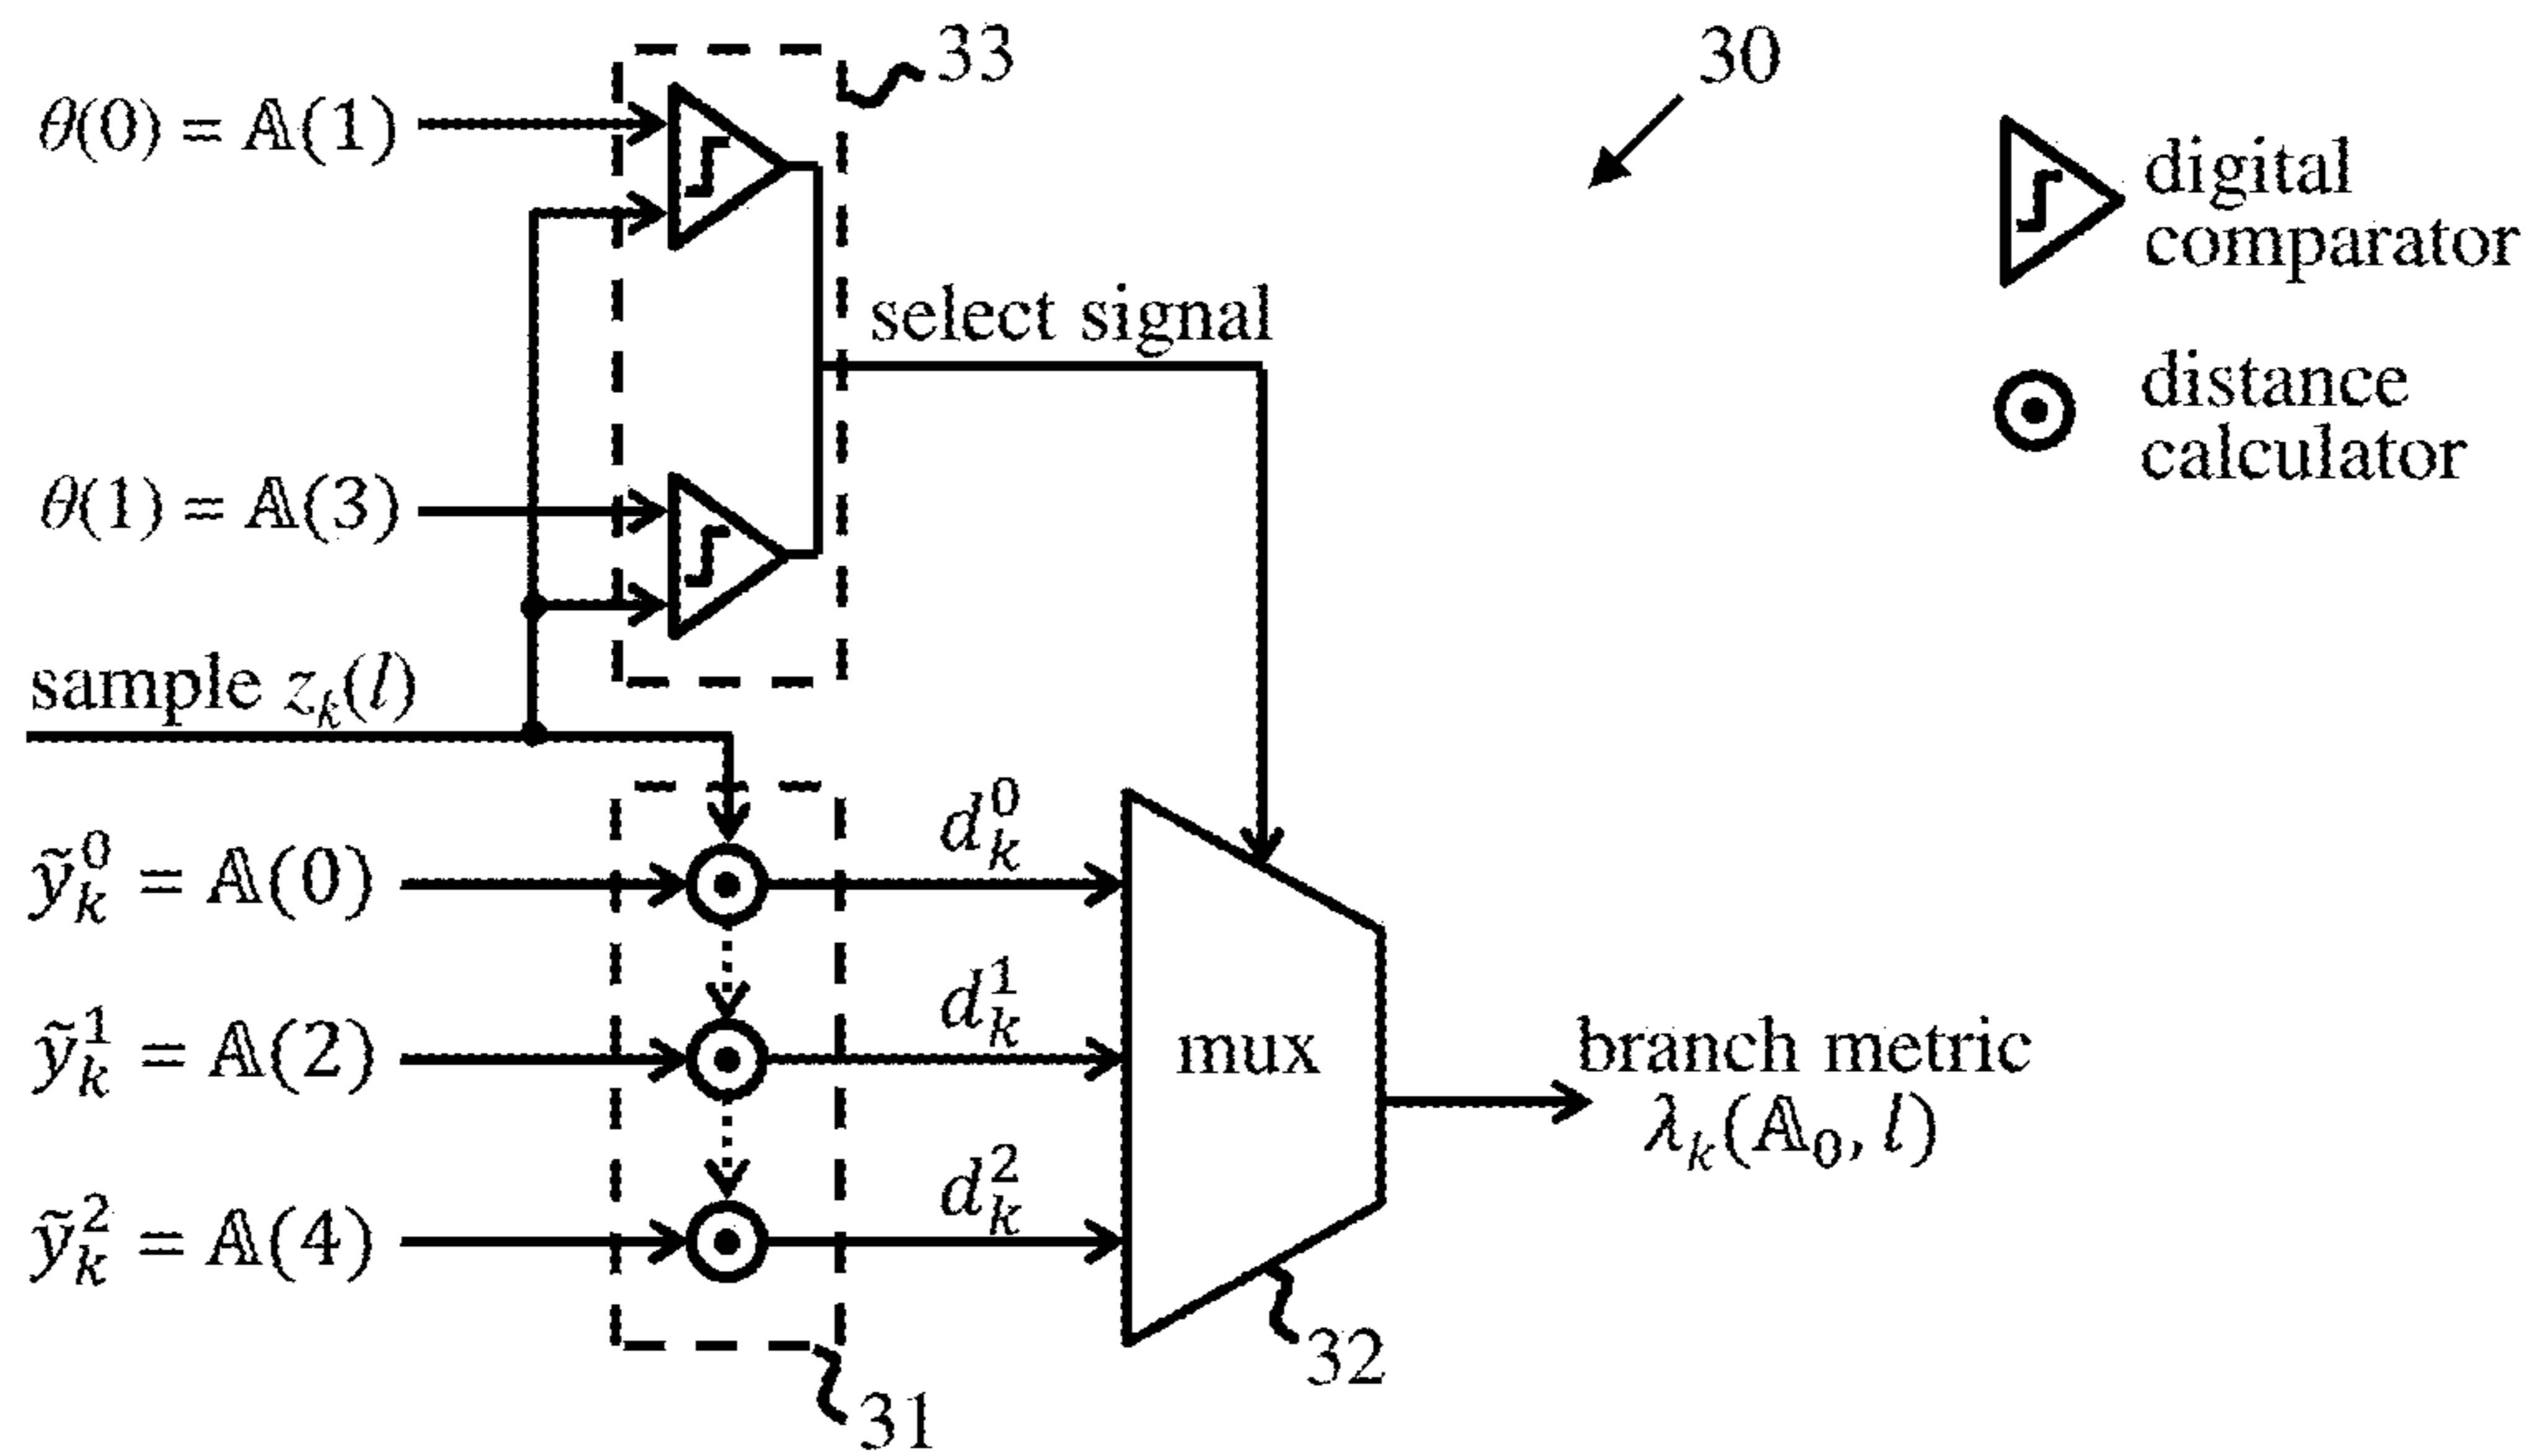 33
30
θ(0) = 𝔸(1)
digital
comparator
select signal
distance
calculator
θ(1) = 𝔸(3)
sample z_k(l)
ỹ_k^0 = 𝔸(0)
d_k^0
ỹ_k^1 = 𝔸(2)
d_k^1
mux
branch metric
λ_k(𝔸_0, l)
ỹ_k^2 = 𝔸(4)
d_k^2
32
31